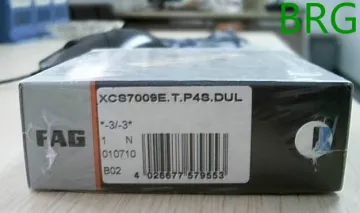 BRG
XCS7009E.T.P4S.DUL
*-3/-3*
1 N
010710
B02
4 026677 579553
FAG